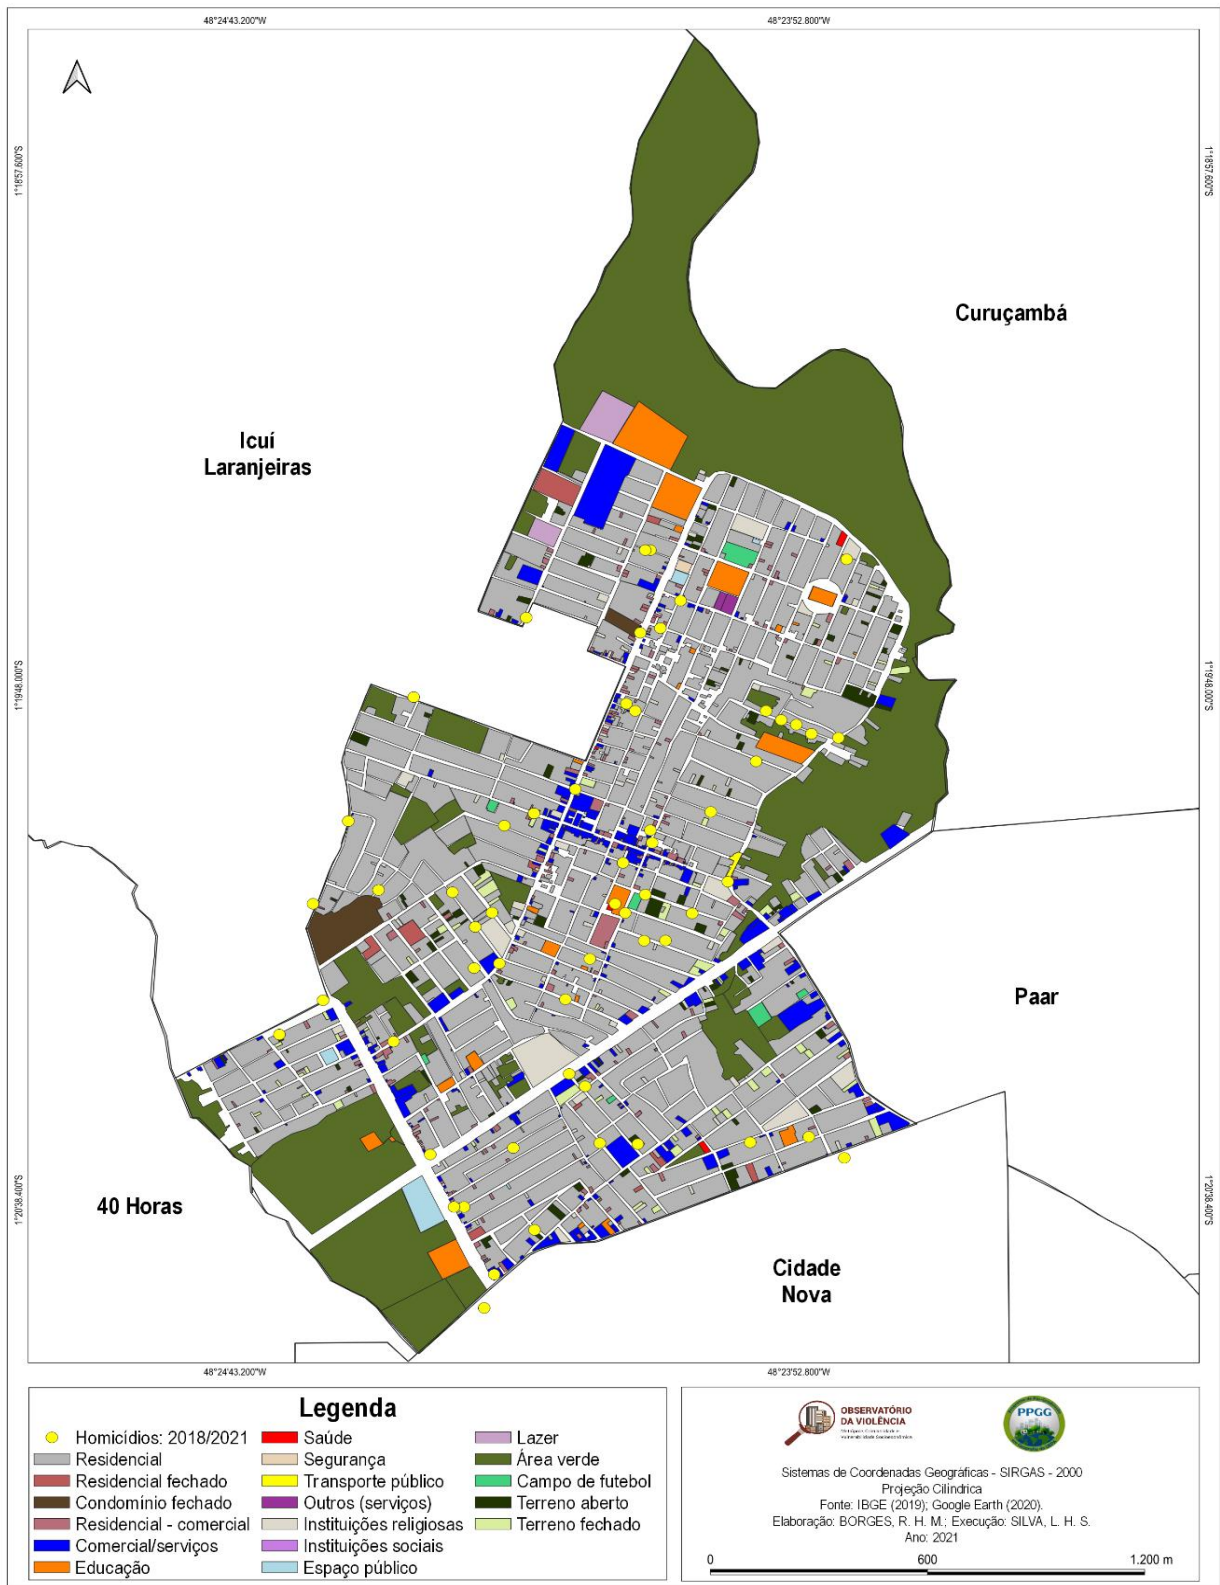 48°24'43.200"W
48°23'52.800"W
1°18'57.600"S
1°18'57.600"S
Curuçambá
Icuí
Laranjeiras
1°19'48.000"S
1°19'48.000"S
Paar
40 Horas
1°20'38.400"S
1°20'38.400"S
Cidade
Nova
48°24'43.200"W
48°23'52.800"W
Legenda
Homicídios: 2018/2021
Residencial
Residencial fechado
Condomínio fechado
Residencial - comercial
Comercial/serviços
Educação
Saúde
Segurança
Transporte público
Outros (serviços)
Instituições religiosas
Instituições sociais
Espaço público
Lazer
Área verde
Campo de futebol
Terreno aberto
Terreno fechado
OBSERVATÓRIO
DA VIOLÊNCIA
PPGG
Sistemas de Coordenadas Geográficas - SIRGAS - 2000
Projeção Cilíndrica
Fonte: IBGE (2019); Google Earth (2020).
Elaboração: BORGES, R. H. M.; Execução: SILVA, L. H. S.
Ano: 2021
0 600 1.200 m